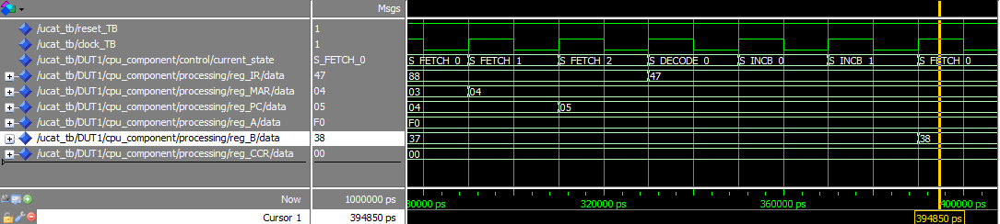 Msgs
/ucat_tb/reset_TB 1
/ucat_tb/clock_TB 1
/ucat_tb/DUT1/cpu_component/control/current_state S_FETCH_0 S_FETCH_0 S_FETCH_1 S_FETCH_2 S_DECODE_0 S_INCB_0 S_INCB_1 S_FETCH_0
/ucat_tb/DUT1/cpu_component/processing/reg_IR/data 47 88 47
/ucat_tb/DUT1/cpu_component/processing/reg_MAR/data 04 03 04
/ucat_tb/DUT1/cpu_component/processing/reg_PC/data 05 04 05
/ucat_tb/DUT1/cpu_component/processing/reg_A/data F0 F0
/ucat_tb/DUT1/cpu_component/processing/reg_B/data 38 37 38
/ucat_tb/DUT1/cpu_component/processing/reg_CCR/data 00 00
Now 1000000 ps 80000 ps 320000 ps 360000 ps 400000 ps
Cursor 1 394850 ps 394850 ps